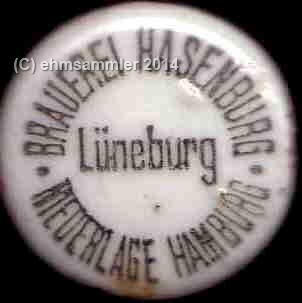 (C) ehmsammler 2014
· BRAUEREI HASENBURG ·
Lüneburg
NIEDERLAGE HAMBURG